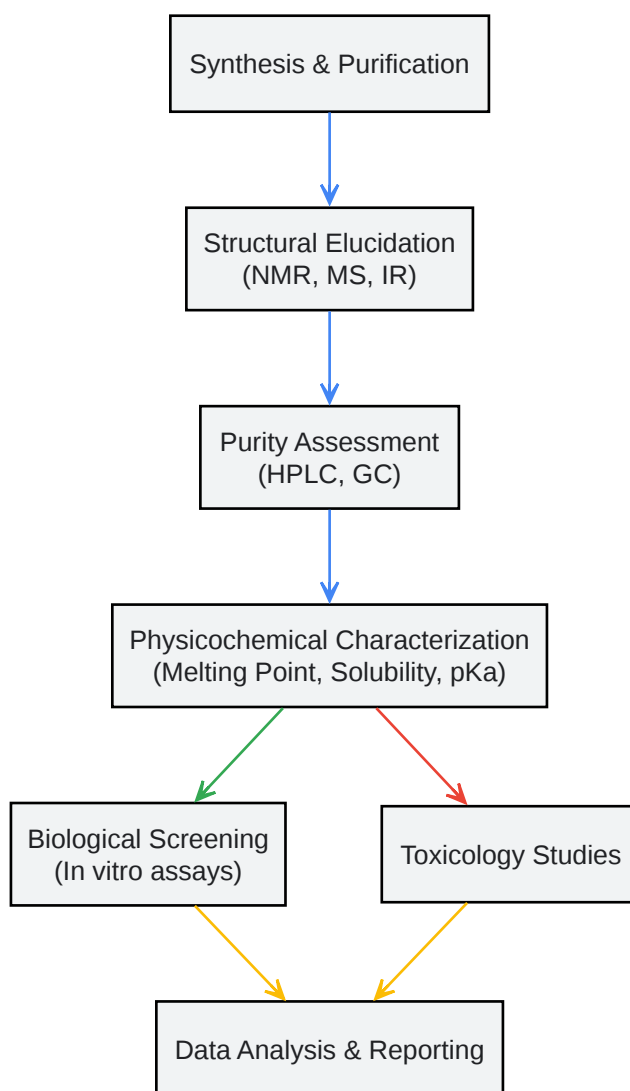 Synthesis & Purification
Structural Elucidation
(NMR, MS, IR)
Purity Assessment
(HPLC, GC)
Physicochemical Characterization
(Melting Point, Solubility, pKa)
Biological Screening
(In vitro assays)
Toxicology Studies
Data Analysis & Reporting